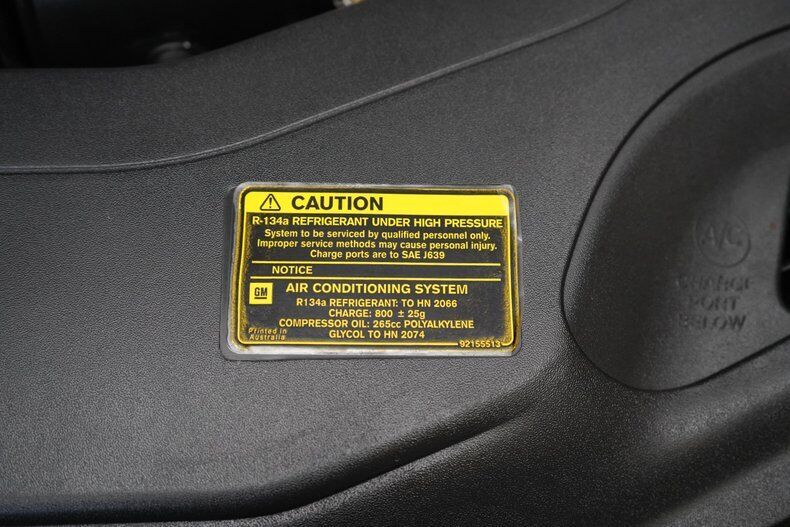 CAUTION
R-134a REFRIGERANT UNDER HIGH PRESSURE
System to be serviced by qualified personnel only.
Improper service methods may cause personal injury.
Charge ports are to SAE J639
NOTICE
GM
AIR CONDITIONING SYSTEM
R134a REFRIGERANT: TO HN 2066
CHARGE: 800 ± 25g
COMPRESSOR OIL: 265cc POLYALKYLENE
GLYCOL TO HN 2074
Printed in
Australia
92155513
A/C
CHARGE
PORT
BELOW